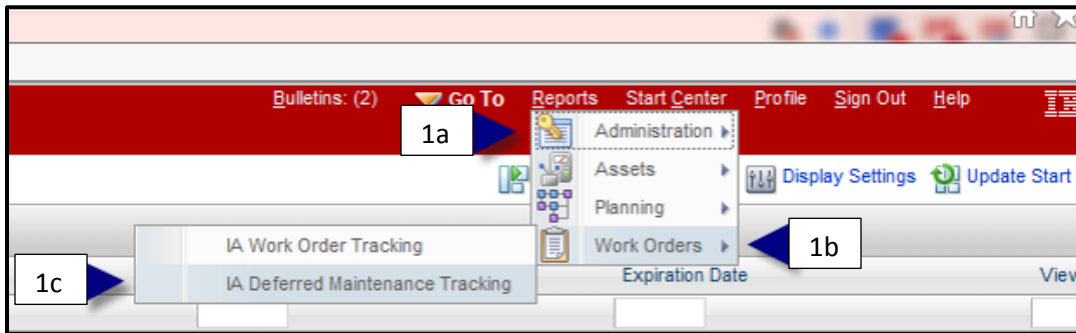 Bulletins: (2) Go To Reports Start Center Profile Sign Out Help
1a
Administration
Assets
Display Settings Update Start
Planning
IA Work Order Tracking
Work Orders
1b
1c
IA Deferred Maintenance Tracking
Expiration Date
View